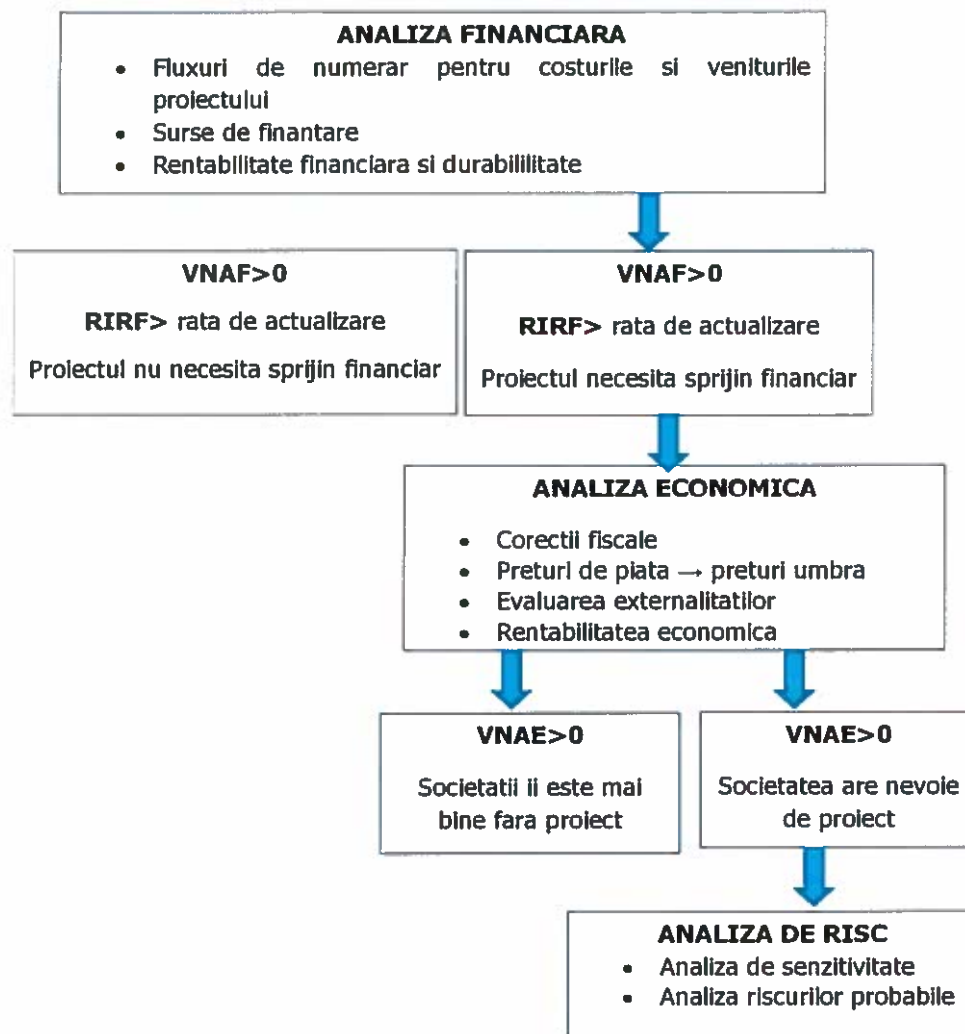 ANALIZA FINANCIARA
• Fluxuri de numerar pentru costurile si veniturile
proiectului
• Surse de finantare
• Rentabilitate financiara si durabililitate
VNAF>0
RIRF> rata de actualizare
Proiectul nu necesita sprijin financiar
VNAF>0
RIRF> rata de actualizare
Proiectul necesita sprijin financiar
ANALIZA ECONOMICA
• Corectii fiscale
• Preturi de piata → preturi umbra
• Evaluarea externalitatilor
• Rentabilitatea economica
VNAE>0
Societatii ii este mai
bine fara proiect
VNAE>0
Societatea are nevoie
de proiect
ANALIZA DE RISC
• Analiza de senzitivitate
• Analiza riscurilor probabile